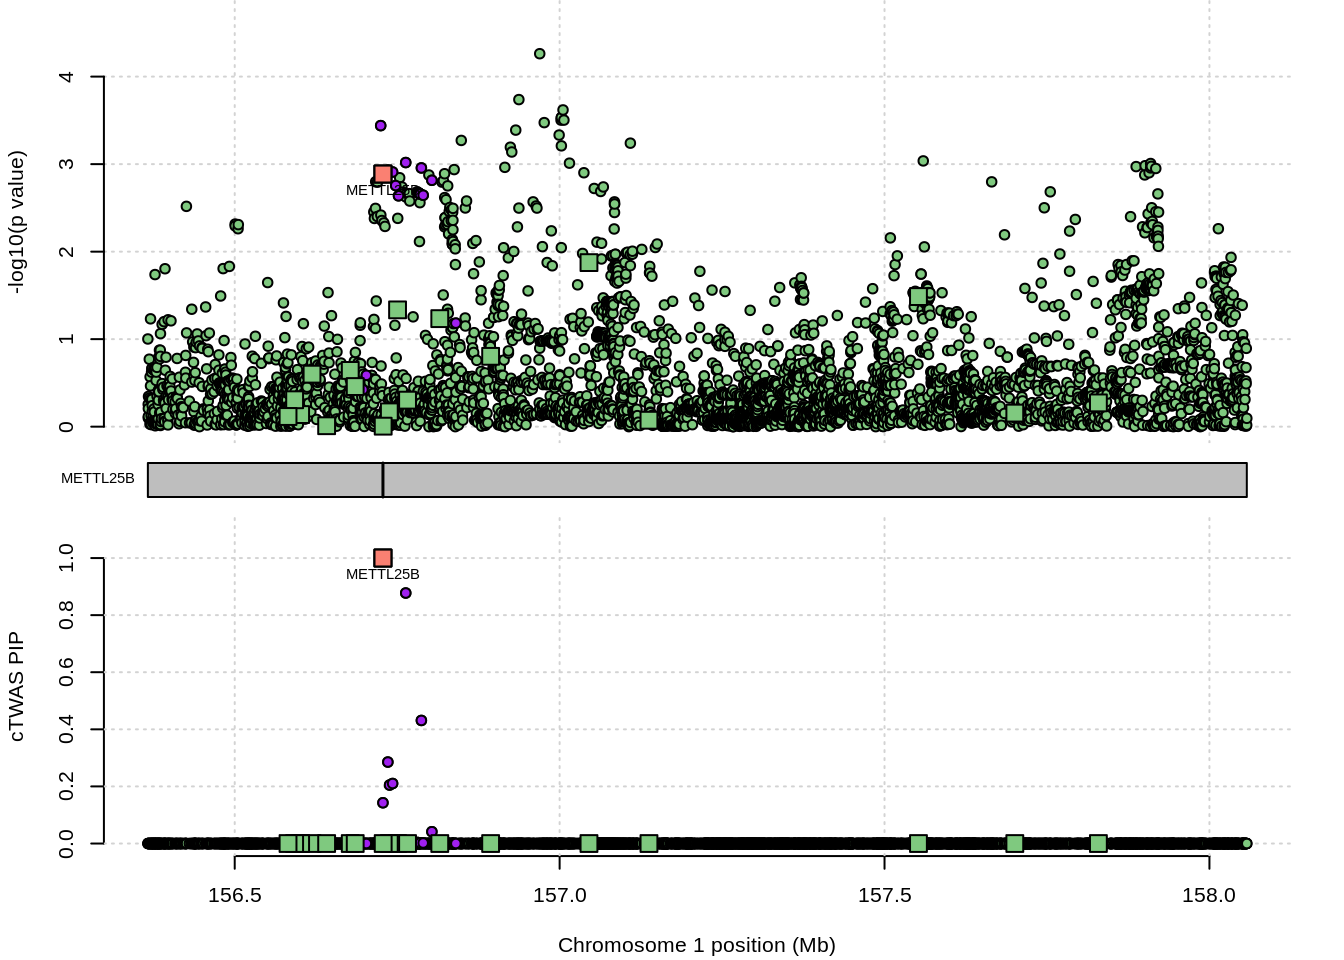 4
3
2
1
0
-log10(p value)
METTL25B
METTL25B
1.0
0.8
0.6
0.4
0.2
0.0
cTWAS PIP
METTL25B
156.5 157.0 157.5 158.0
Chromosome 1 position (Mb)